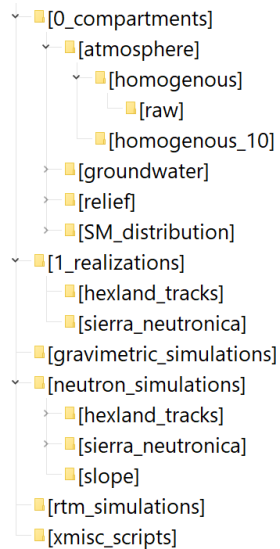 [0_compartments]
[atmosphere]
[homogenous]
[raw]
[homogenous_10]
[groundwater]
[relief]
[SM_distribution]
[1_realizations]
[hexland_tracks]
[sierra_neutronica]
[gravimetric_simulations]
[neutron_simulations]
[hexland_tracks]
[sierra_neutronica]
[slope]
[rtm_simulations]
[xmisc_scripts]